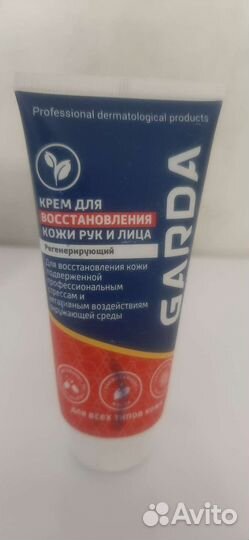 Professional dermatological products
КРЕМ ДЛЯ
ВОССТАНОВЛЕНИЯ
КОЖИ РУК И ЛИЦА
Регенерирующий
Для восстановления кожи
подверженной
профессиональным
стрессам и
негативным воздействиям
окружающей среды
GARDA
ДЛЯ ВСЕХ ТИПОВ КОЖИ
Avito